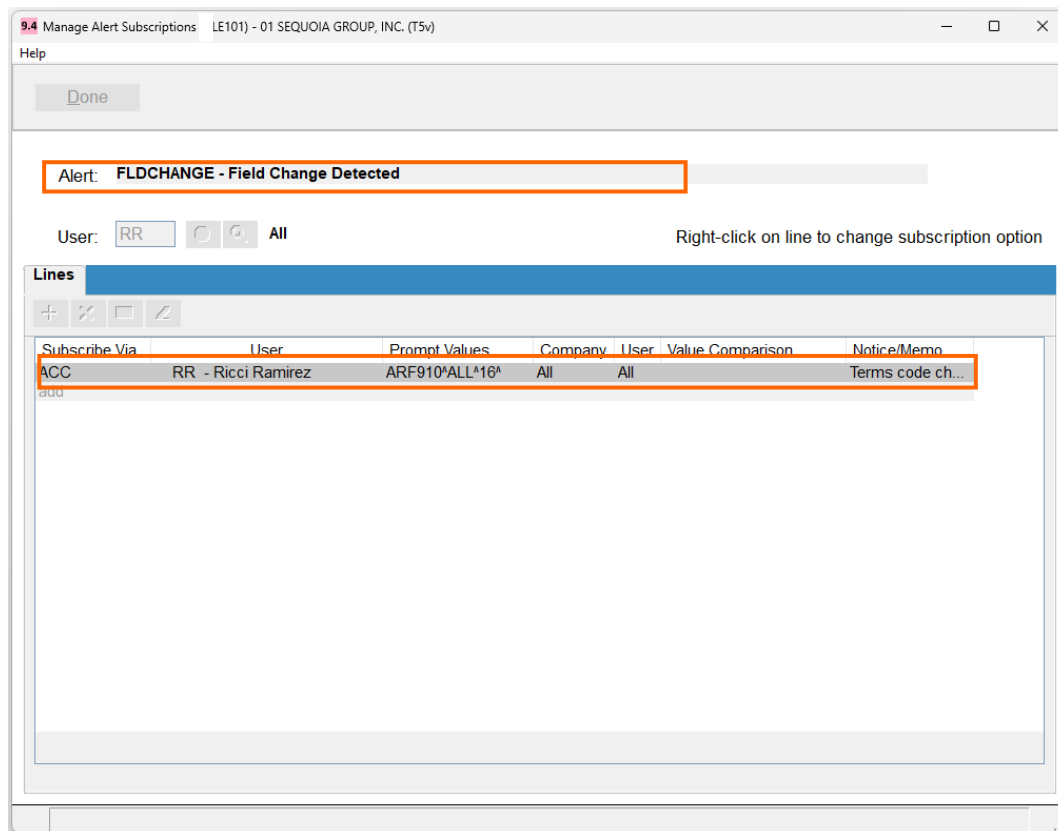 9.4 Manage Alert Subscriptions LE101) - 01 SEQUOIA GROUP, INC. (T5v)
Help
Done
Alert: FLDCHANGE - Field Change Detected
User: RR All Right-click on line to change subscription option
Lines
Subscribe Via User Prompt Values Company User Value Comparison Notice/Memo
ACC RR - Ricci Ramirez ARF910^ALL^16^ All All Terms code ch...
add